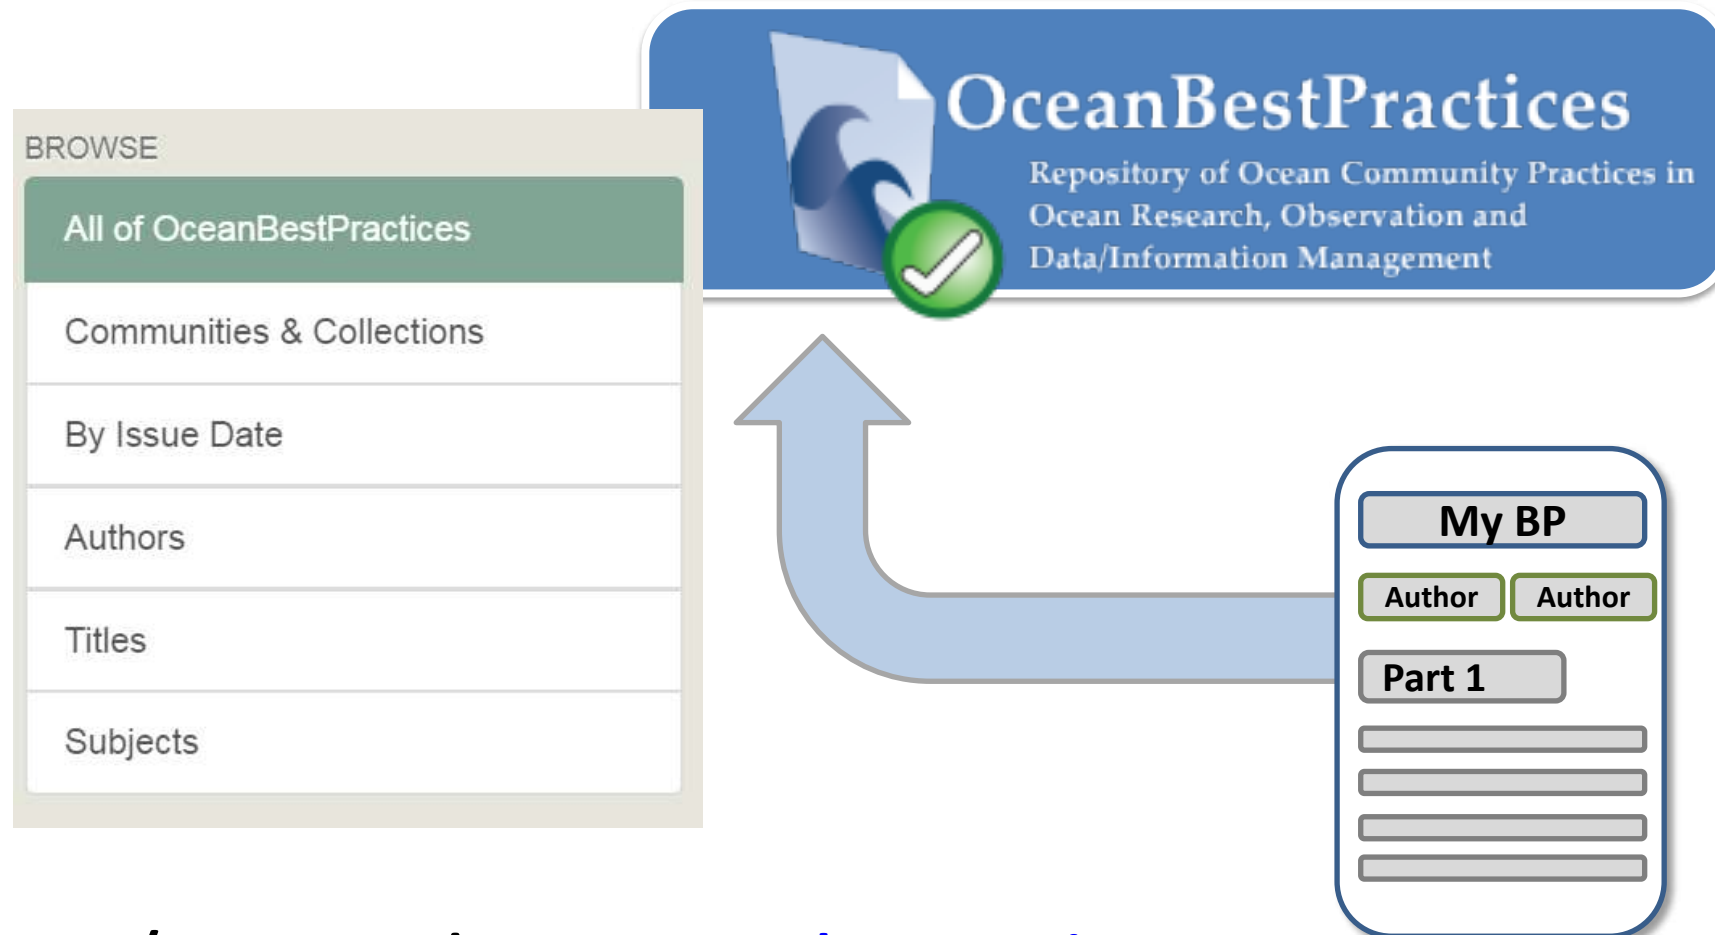 OceanBestPractices
Repository of Ocean Community Practices in
Ocean Research, Observation and
Data/Information Management
BROWSE
All of OceanBestPractices
Communities & Collections
By Issue Date
Authors
Titles
Subjects
My BP
Author Author
Part 1